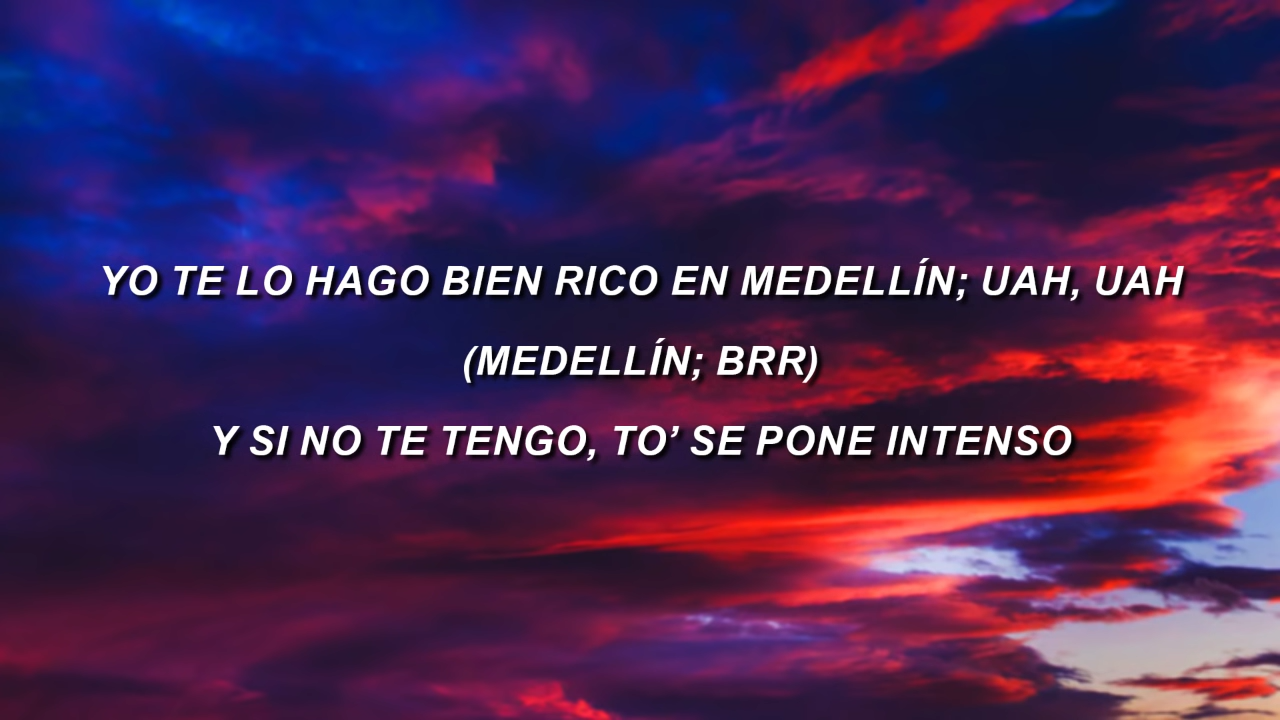 YO TE LO HAGO BIEN RICO EN MEDELLÍN; UAH, UAH
(MEDELLÍN; BRR)
Y SI NO TE TENGO, TO’ SE PONE INTENSO